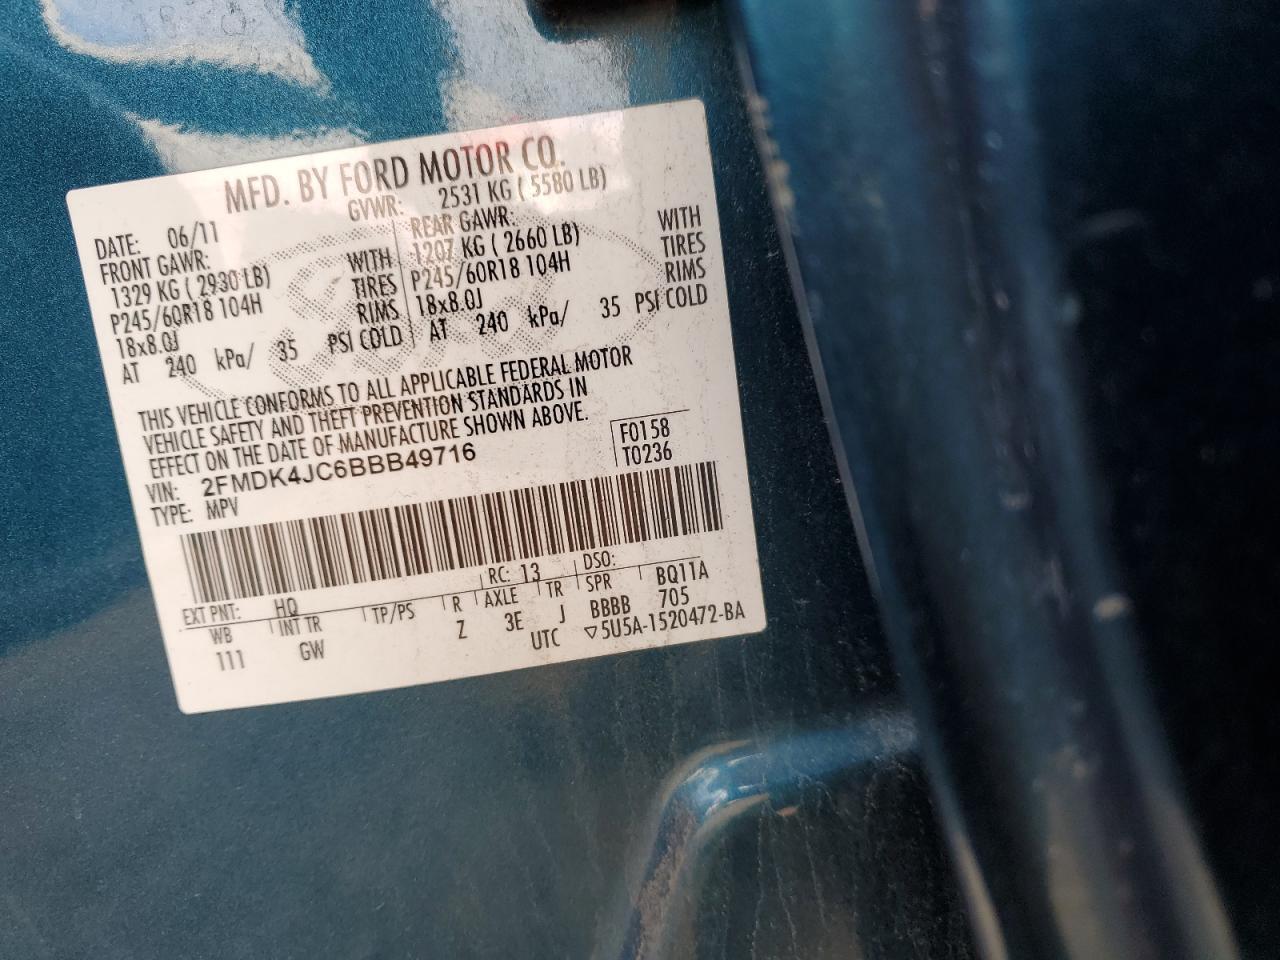 MFD. BY FORD MOTOR CO.
DATE: 06/11 GVWR: 2531 KG ( 5580 LB)
FRONT GAWR: REAR GAWR:
1329 KG ( 2930 LB) WITH 1207 KG ( 2660 LB) WITH
P245/60R18 104H TIRES P245/60R18 104H TIRES
18x8.0J RIMS 18x8.0J RIMS
AT 240 kPa/ 35 PSI COLD AT 240 kPa/ 35 PSI COLD
THIS VEHICLE CONFORMS TO ALL APPLICABLE FEDERAL MOTOR
VEHICLE SAFETY AND THEFT PREVENTION STANDARDS IN
EFFECT ON THE DATE OF MANUFACTURE SHOWN ABOVE.
VIN: 2FMDK4JC6BBB49716 F0158
TYPE: MPV T0236
EXT PNT: HQ RC: 13 DSO: BQ11A
WB INT TR TP/PS R AXLE TR SPR
111 GW Z 3E J BBBB 705
UTC ▽5U5A-1520472-BA